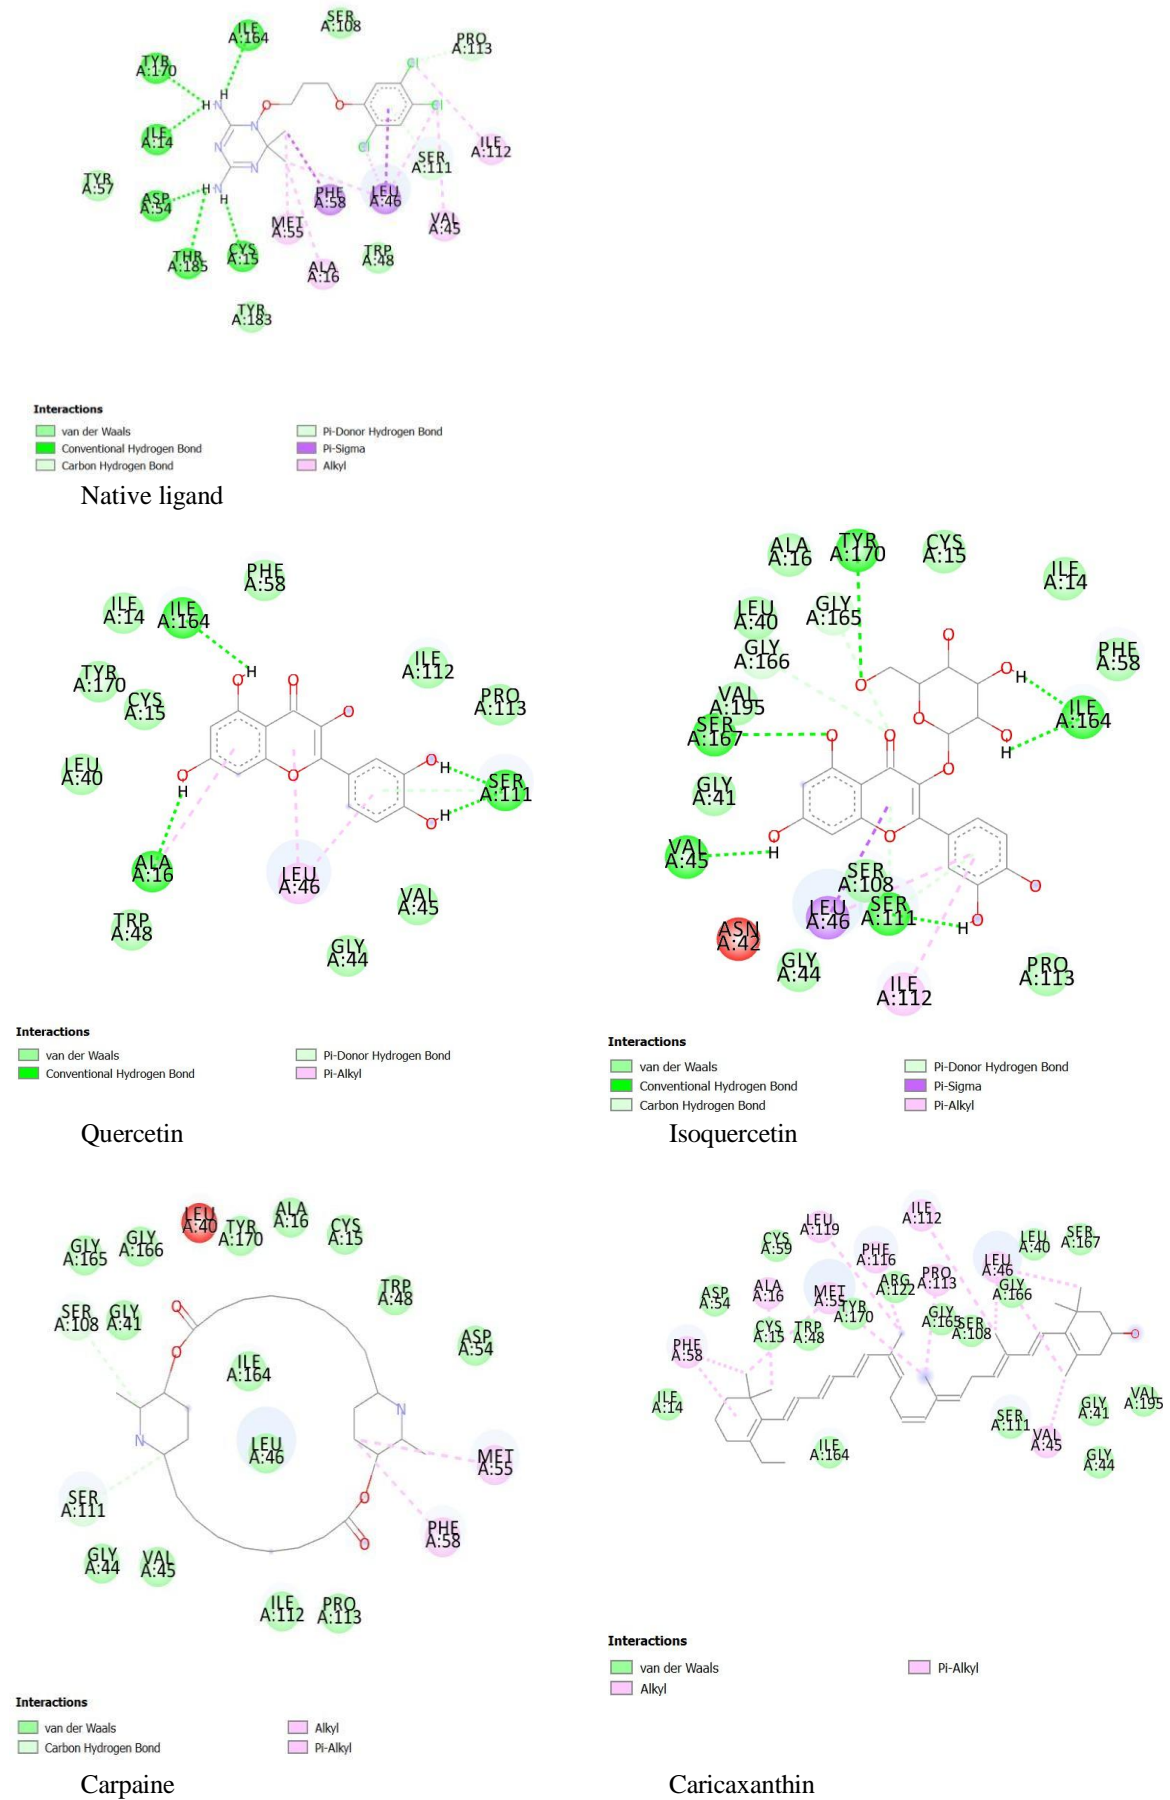 SER
A:108
ILE
A:164
PRO
A:113
TYR
A:170
Cl
H
H
N
O
O
Cl
N
ILE
A:14
Cl
N
N
ILE
A:112
SER
A:111
TYR
A:57
H
N
H
ASP
A:54
PHE
A:58
LEU
A:46
MET
A:55
VAL
A:45
THR
A:185
CYS
A:15
TRP
A:48
ALA
A:16
TYR
A:183
Interactions
van der Waals
Conventional Hydrogen Bond
Carbon Hydrogen Bond
Pi-Donor Hydrogen Bond
Pi-Sigma
Alkyl
Native ligand
PHE
A:58
ILE
A:14
ILE
A:164
H
O
O
TYR
A:170
CYS
A:15
ILE
A:112
PRO
A:113
O
LEU
A:40
O
H
O
O
H
SER
A:111
O
H
ALA
A:16
LEU
A:46
VAL
A:45
TRP
A:48
GLY
A:44
Interactions
van der Waals
Conventional Hydrogen Bond
Pi-Donor Hydrogen Bond
Pi-Alkyl
Quercetin
ALA
A:16
TYR
A:170
CYS
A:15
ILE
A:14
LEU
A:40
GLY
A:165
GLY
A:166
O
O
H
PHE
A:58
O
VAL
A:195
O
O
H
ILE
A:164
SER
A:167
O
O
O
GLY
A:41
VAL
A:45
H
O
O
SER
A:108
LEU
A:46
SER
A:111
O
H
O
ASN
A:42
GLY
A:44
ILE
A:112
PRO
A:113
Interactions
van der Waals
Conventional Hydrogen Bond
Carbon Hydrogen Bond
Pi-Donor Hydrogen Bond
Pi-Sigma
Pi-Alkyl
Isoquercetin
LEU
A:40
ALA
A:16
TYR
A:170
CYS
A:15
GLY
A:165
GLY
A:166
TRP
A:48
SER
A:108
GLY
A:41
O
O
ASP
A:54
ILE
A:164
N
N
LEU
A:46
MET
A:55
SER
A:111
O
O
PHE
A:58
GLY
A:44
VAL
A:45
ILE
A:112
PRO
A:113
Interactions
van der Waals
Carbon Hydrogen Bond
Alkyl
Pi-Alkyl
Carpaine
LEU
A:119
ILE
A:112
CYS
A:59
PHE
A:116
LEU
A:46
LEU
A:40
SER
A:167
ASP
A:54
ALA
A:16
MET
A:55
ARG
A:122
PRO
A:113
GLY
A:166
CYS
A:15
TRP
A:48
TYR
A:170
GLY
A:165
SER
A:108
O
PHE
A:58
ILE
A:14
ILE
A:164
SER
A:111
VAL
A:45
GLY
A:41
VAL
A:195
GLY
A:44
Interactions
van der Waals
Alkyl
Pi-Alkyl
Caricaxanthin